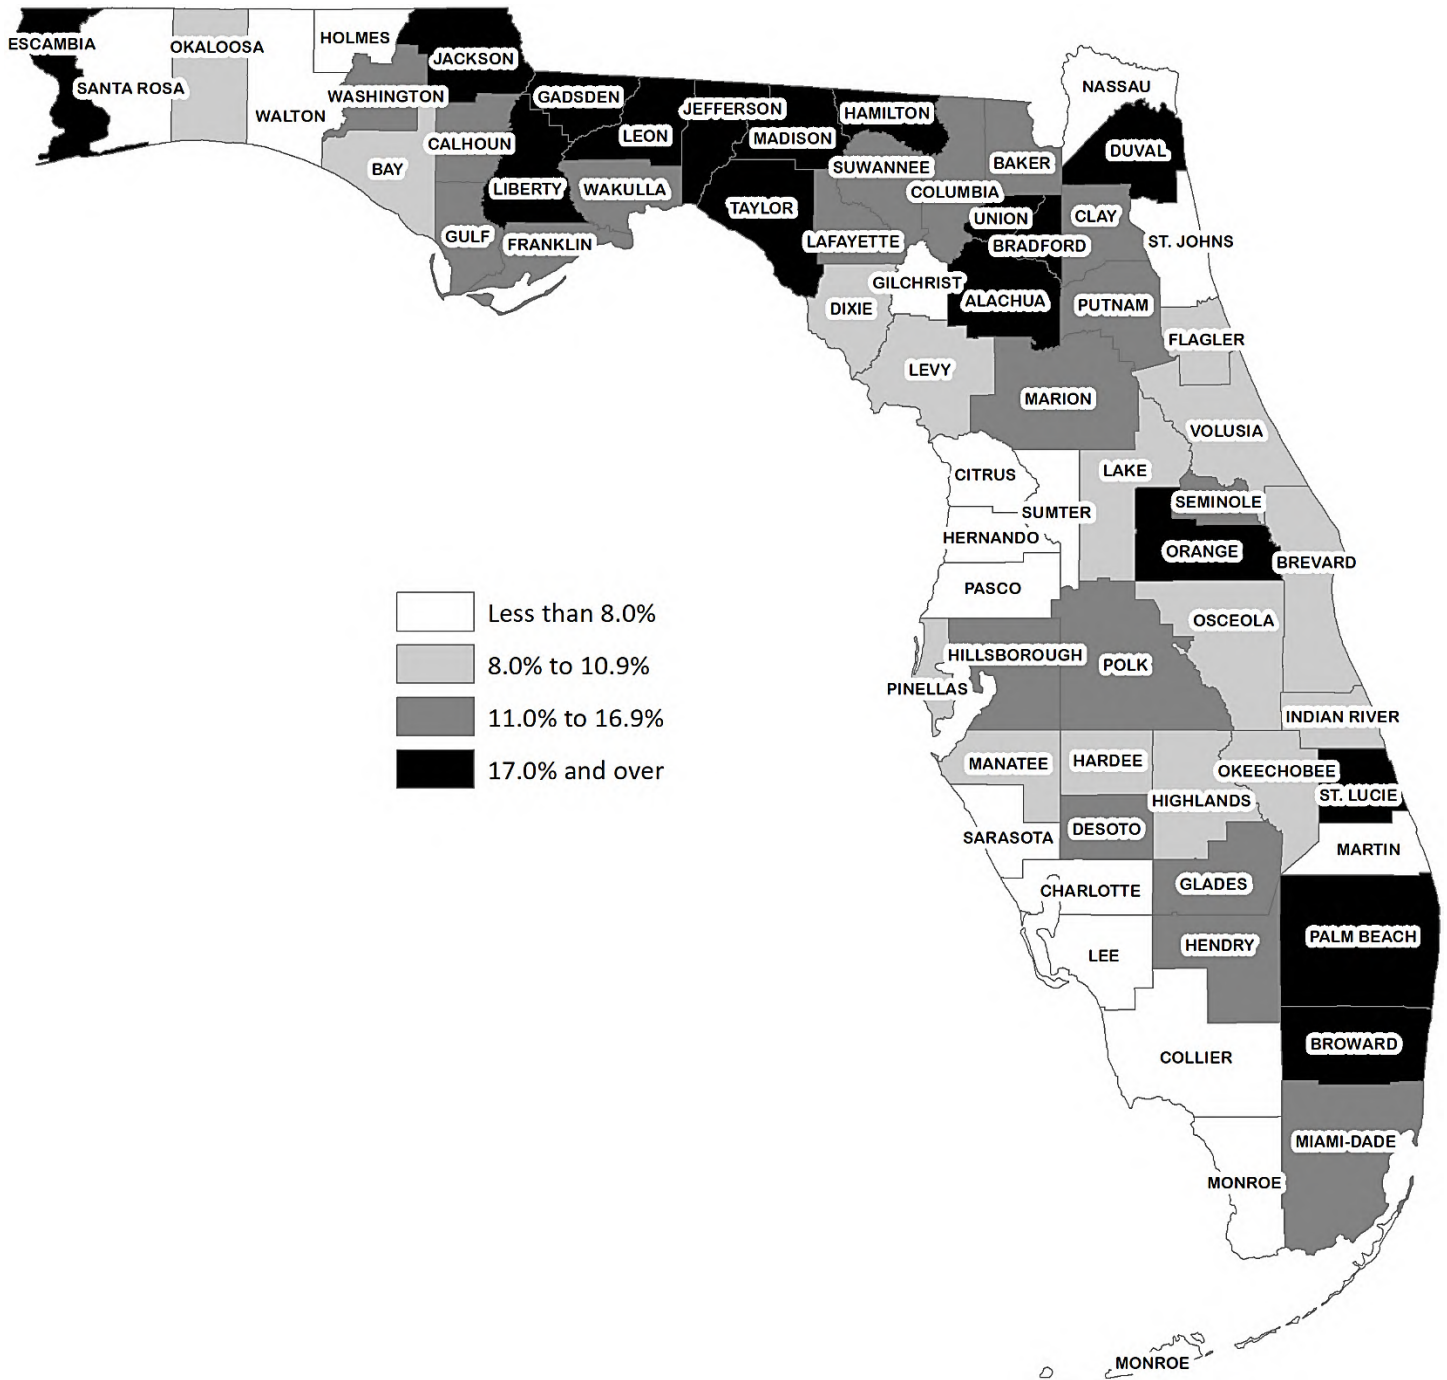 ESCAMBIA
SANTA ROSA
OKALOOSA
WALTON
HOLMES
WASHINGTON
BAY
JACKSON
CALHOUN
GULF
GADSDEN
LIBERTY
FRANKLIN
LEON
WAKULLA
JEFFERSON
MADISON
TAYLOR
HAMILTON
SUWANNEE
LAFAYETTE
DIXIE
COLUMBIA
GILCHRIST
LEVY
BAKER
UNION
BRADFORD
ALACHUA
NASSAU
DUVAL
CLAY
ST. JOHNS
PUTNAM
FLAGLER
MARION
VOLUSIA
CITRUS
LAKE
SUMTER
SEMINOLE
HERNANDO
ORANGE
BREVARD
PASCO
OSCEOLA
HILLSBOROUGH
POLK
PINELLAS
INDIAN RIVER
MANATEE
HARDEE
OKEECHOBEE
HIGHLANDS
ST. LUCIE
SARASOTA
DESOTO
MARTIN
CHARLOTTE
GLADES
LEE
HENDRY
PALM BEACH
COLLIER
BROWARD
MIAMI-DADE
MONROE
MONROE
Less than 8.0%
8.0% to 10.9%
11.0% to 16.9%
17.0% and over